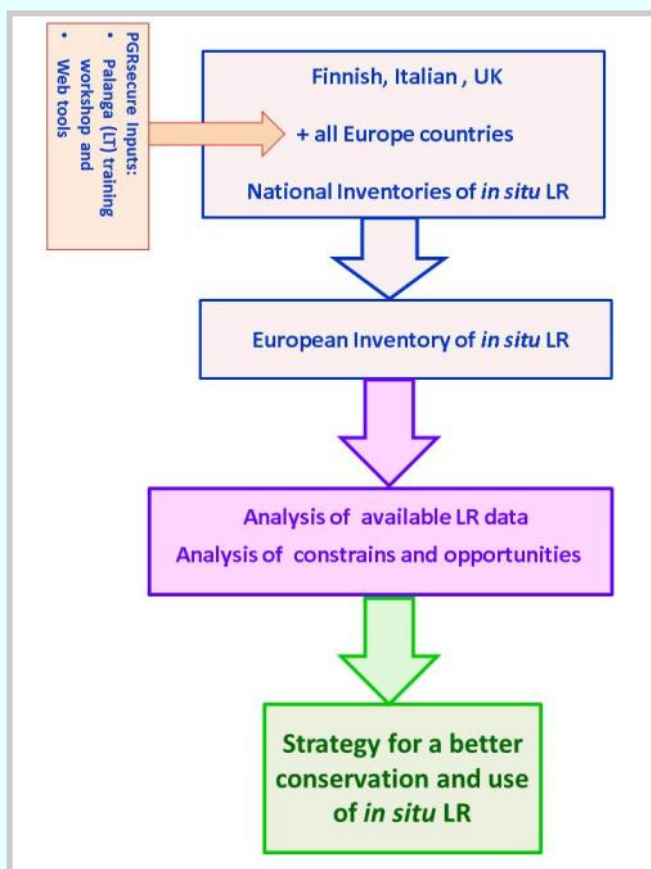 PGRsecure Inputs:
• Palanga (LT) training
workshop and
• Web tools
Finnish, Italian , UK
+ all Europe countries
National Inventories of in situ LR
European Inventory of in situ LR
Analysis of available LR data
Analysis of constrains and opportunities
Strategy for a better
conservation and use
of in situ LR